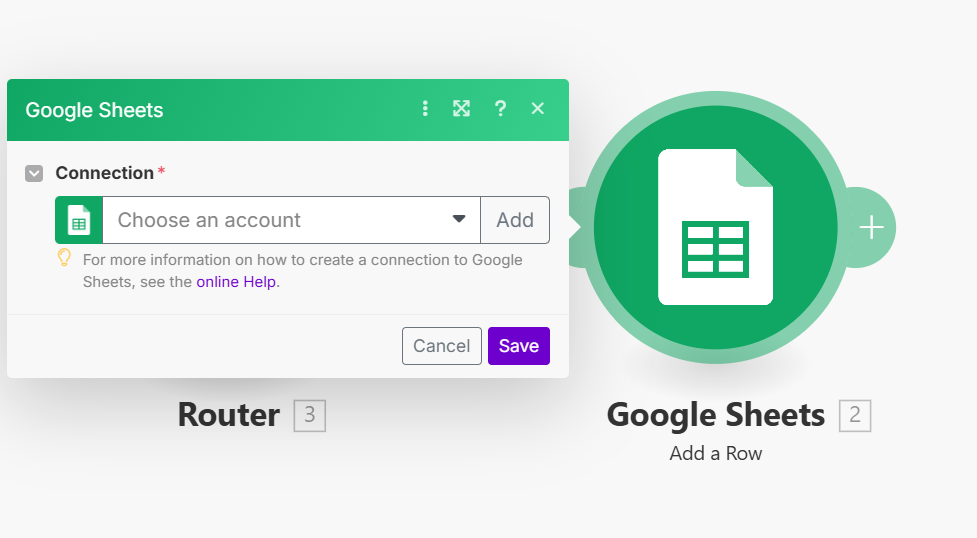 Google Sheets
Connection *
Choose an account
Add
For more information on how to create a connection to Google
Sheets, see the online Help.
Cancel
Save
Router 3
Google Sheets 2
Add a Row